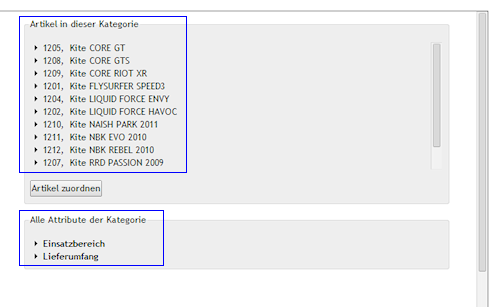 Artikel in dieser Kategorie
1205, Kite CORE GT
1208, Kite CORE GTS
1209, Kite CORE RIOT XR
1201, Kite FLYSURFER SPEED3
1204, Kite LIQUID FORCE ENVY
1202, Kite LIQUID FORCE HAVOC
1210, Kite NAISH PARK 2011
1211, Kite NBK EVO 2010
1212, Kite NBK REBEL 2010
1207, Kite RRD PASSION 2009
Artikel zuordnen
Alle Attribute der Kategorie
Einsatzbereich
Lieferumfang